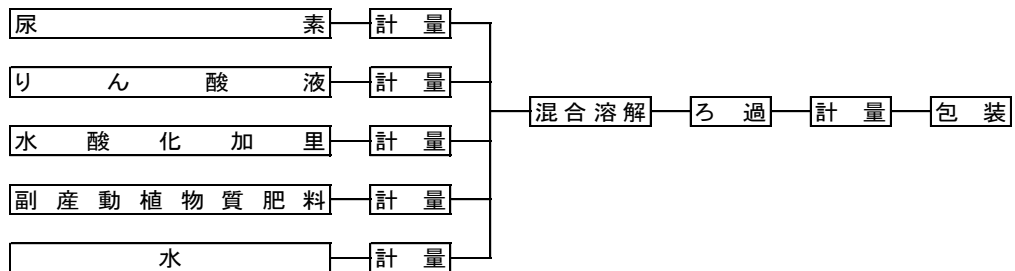 尿素 計量
りん酸液 計量
混合溶解 ろ過 計量 包装
水酸化加里 計量
副産動植物質肥料 計量
水 計量